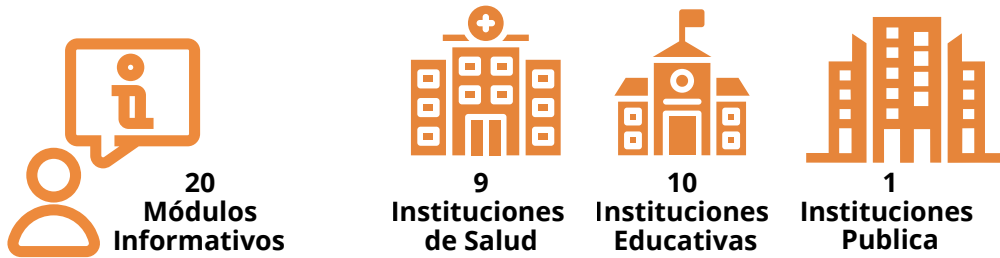 20
Módulos
Informativos
9
Instituciones
de Salud
10
Instituciones
Educativas
1
Instituciones
Publica